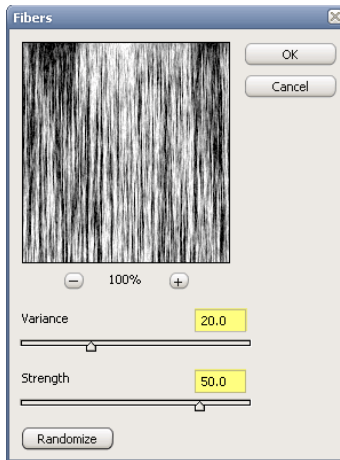 Fibers
OK
Cancel
100%
Variance 20.0
Strength 50.0
Randomize